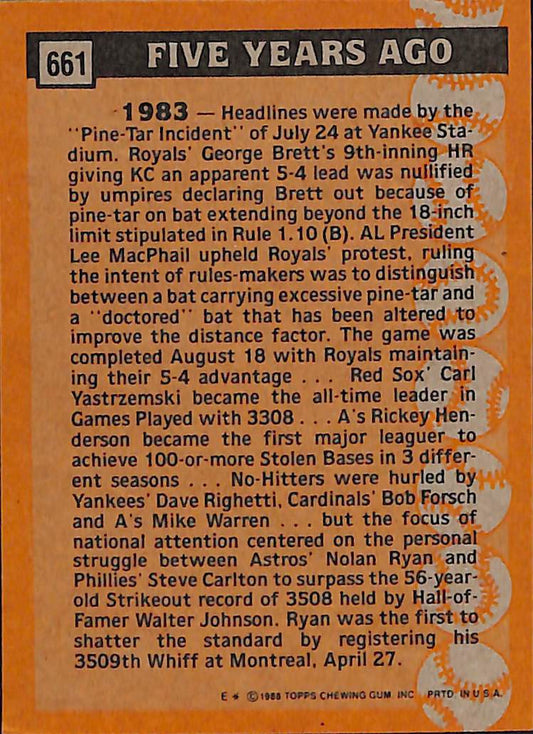 661 FIVE YEARS AGO
1983 — Headlines were made by the
"Pine-Tar Incident" of July 24 at Yankee Sta-
dium. Royals' George Brett's 9th-inning HR
giving KC an apparent 5-4 lead was nullified
by umpires declaring Brett out because of
pine-tar on bat extending beyond the 18-inch
limit stipulated in Rule 1.10 (B). AL President
Lee MacPhail upheld Royals' protest, ruling
the intent of rules-makers was to distinguish
between a bat carrying excessive pine-tar and
a "doctored" bat that has been altered to
improve the distance factor. The game was
completed August 18 with Royals maintain-
ing their 5-4 advantage . . . Red Sox' Carl
Yastrzemski became the all-time leader in
Games Played with 3308 . . . A's Rickey Hen-
derson became the first major leaguer to
achieve 100-or-more Stolen Bases in 3 differ-
ent seasons . . . No-Hitters were hurled by
Yankees' Dave Righetti, Cardinals' Bob Forsch
and A's Mike Warren . . . but the focus of
national attention centered on the personal
struggle between Astros' Nolan Ryan and
Phillies' Steve Carlton to surpass the 56-year-
old Strikeout record of 3508 held by Hall-of-
Famer Walter Johnson. Ryan was the first to
shatter the standard by registering his
3509th Whiff at Montreal, April 27.
E * © 1988 TOPPS CHEWING GUM INC PRTD. IN U.S.A.